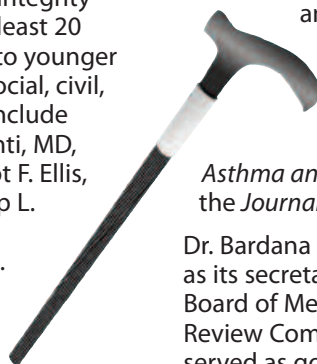 integrity
least 20
to younger
ocial, civil,
nclude
nti, MD,
t F. Ellis,
p L.
.
an
Asthma an
the Journa
Dr. Bardana
as its secreta
Board of Me
Review Com
served as go